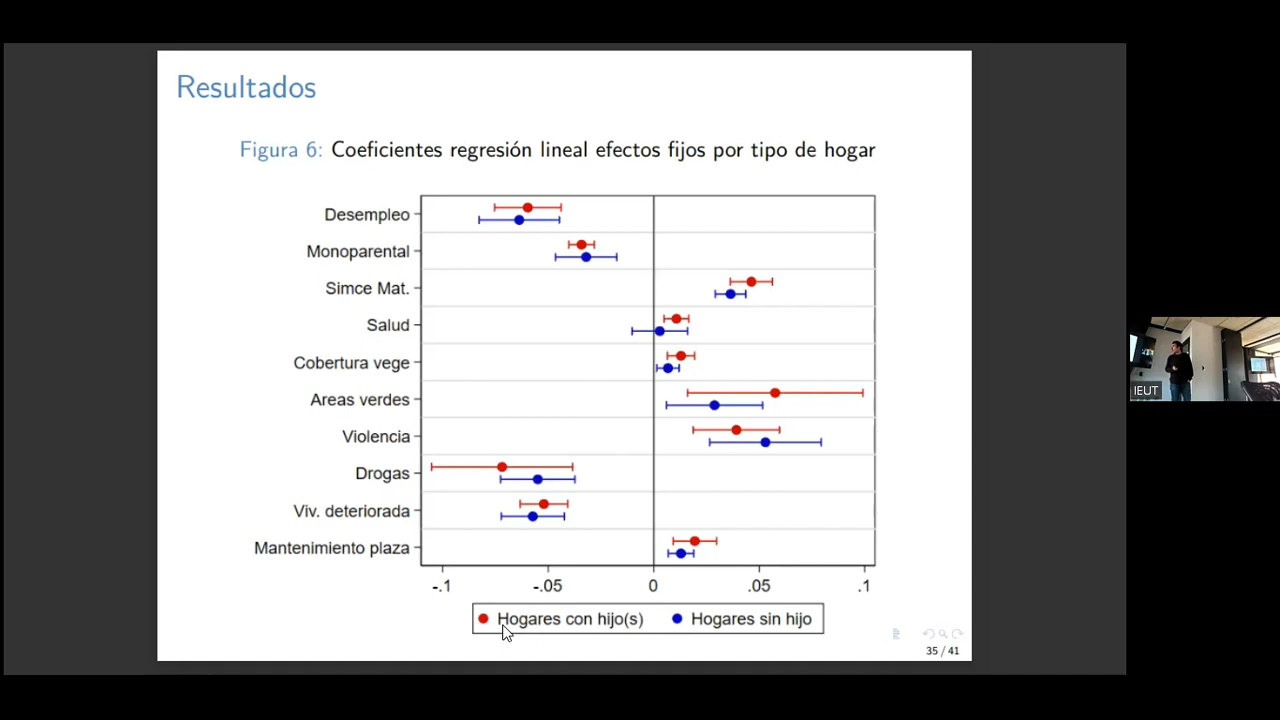 Resultados
Figura 6: Coeficientes regresión lineal efectos fijos por tipo de hogar
Desempleo
Monoparental
Simce Mat.
Salud
Cobertura vege
Areas verdes
Violencia
Drogas
Viv. deteriorada
Mantenimiento plaza
-.1 -.05 0 .05 .1
Hogares con hijo(s) Hogares sin hijo
35 / 41
IEUT